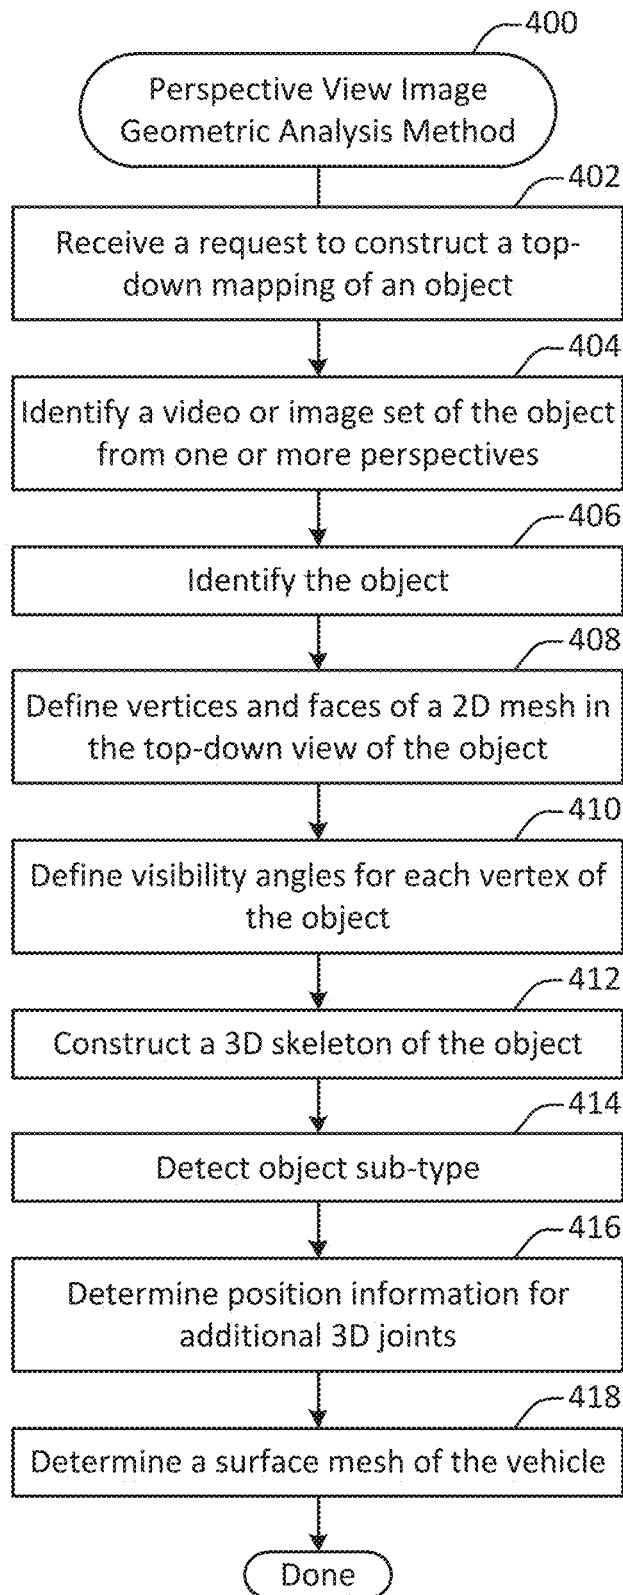 400
Perspective View Image
Geometric Analysis Method
402
Receive a request to construct a top-
down mapping of an object
404
Identify a video or image set of the object
from one or more perspectives
406
Identify the object
408
Define vertices and faces of a 2D mesh in
the top-down view of the object
410
Define visibility angles for each vertex of
the object
412
Construct a 3D skeleton of the object
414
Detect object sub-type
416
Determine position information for
additional 3D joints
418
Determine a surface mesh of the vehicle
Done